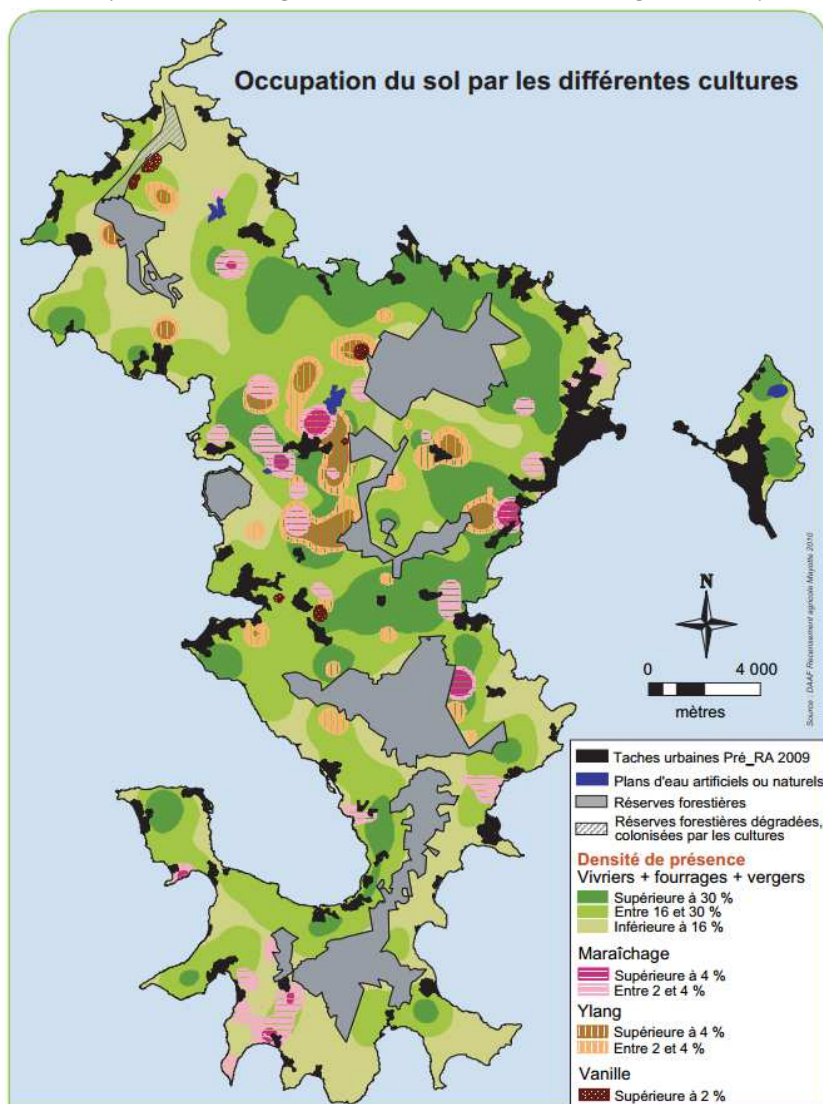 Occupation du sol par les différentes cultures
Source : DAAF Recensement agricole Mayotte 2010
N
0
4 000
mètres
Taches urbaines Pré_RA 2009
Plans d'eau artificiels ou naturels
Réserves forestières
Réserves forestières dégradées,
colonisées par les cultures
Densité de présence
Vivriers + fourrages + vergers
Supérieure à 30 %
Entre 16 et 30 %
Inférieure à 16 %
Maraîchage
Supérieure à 4 %
Entre 2 et 4 %
Ylang
Supérieure à 4 %
Entre 2 et 4 %
Vanille
Supérieure à 2 %